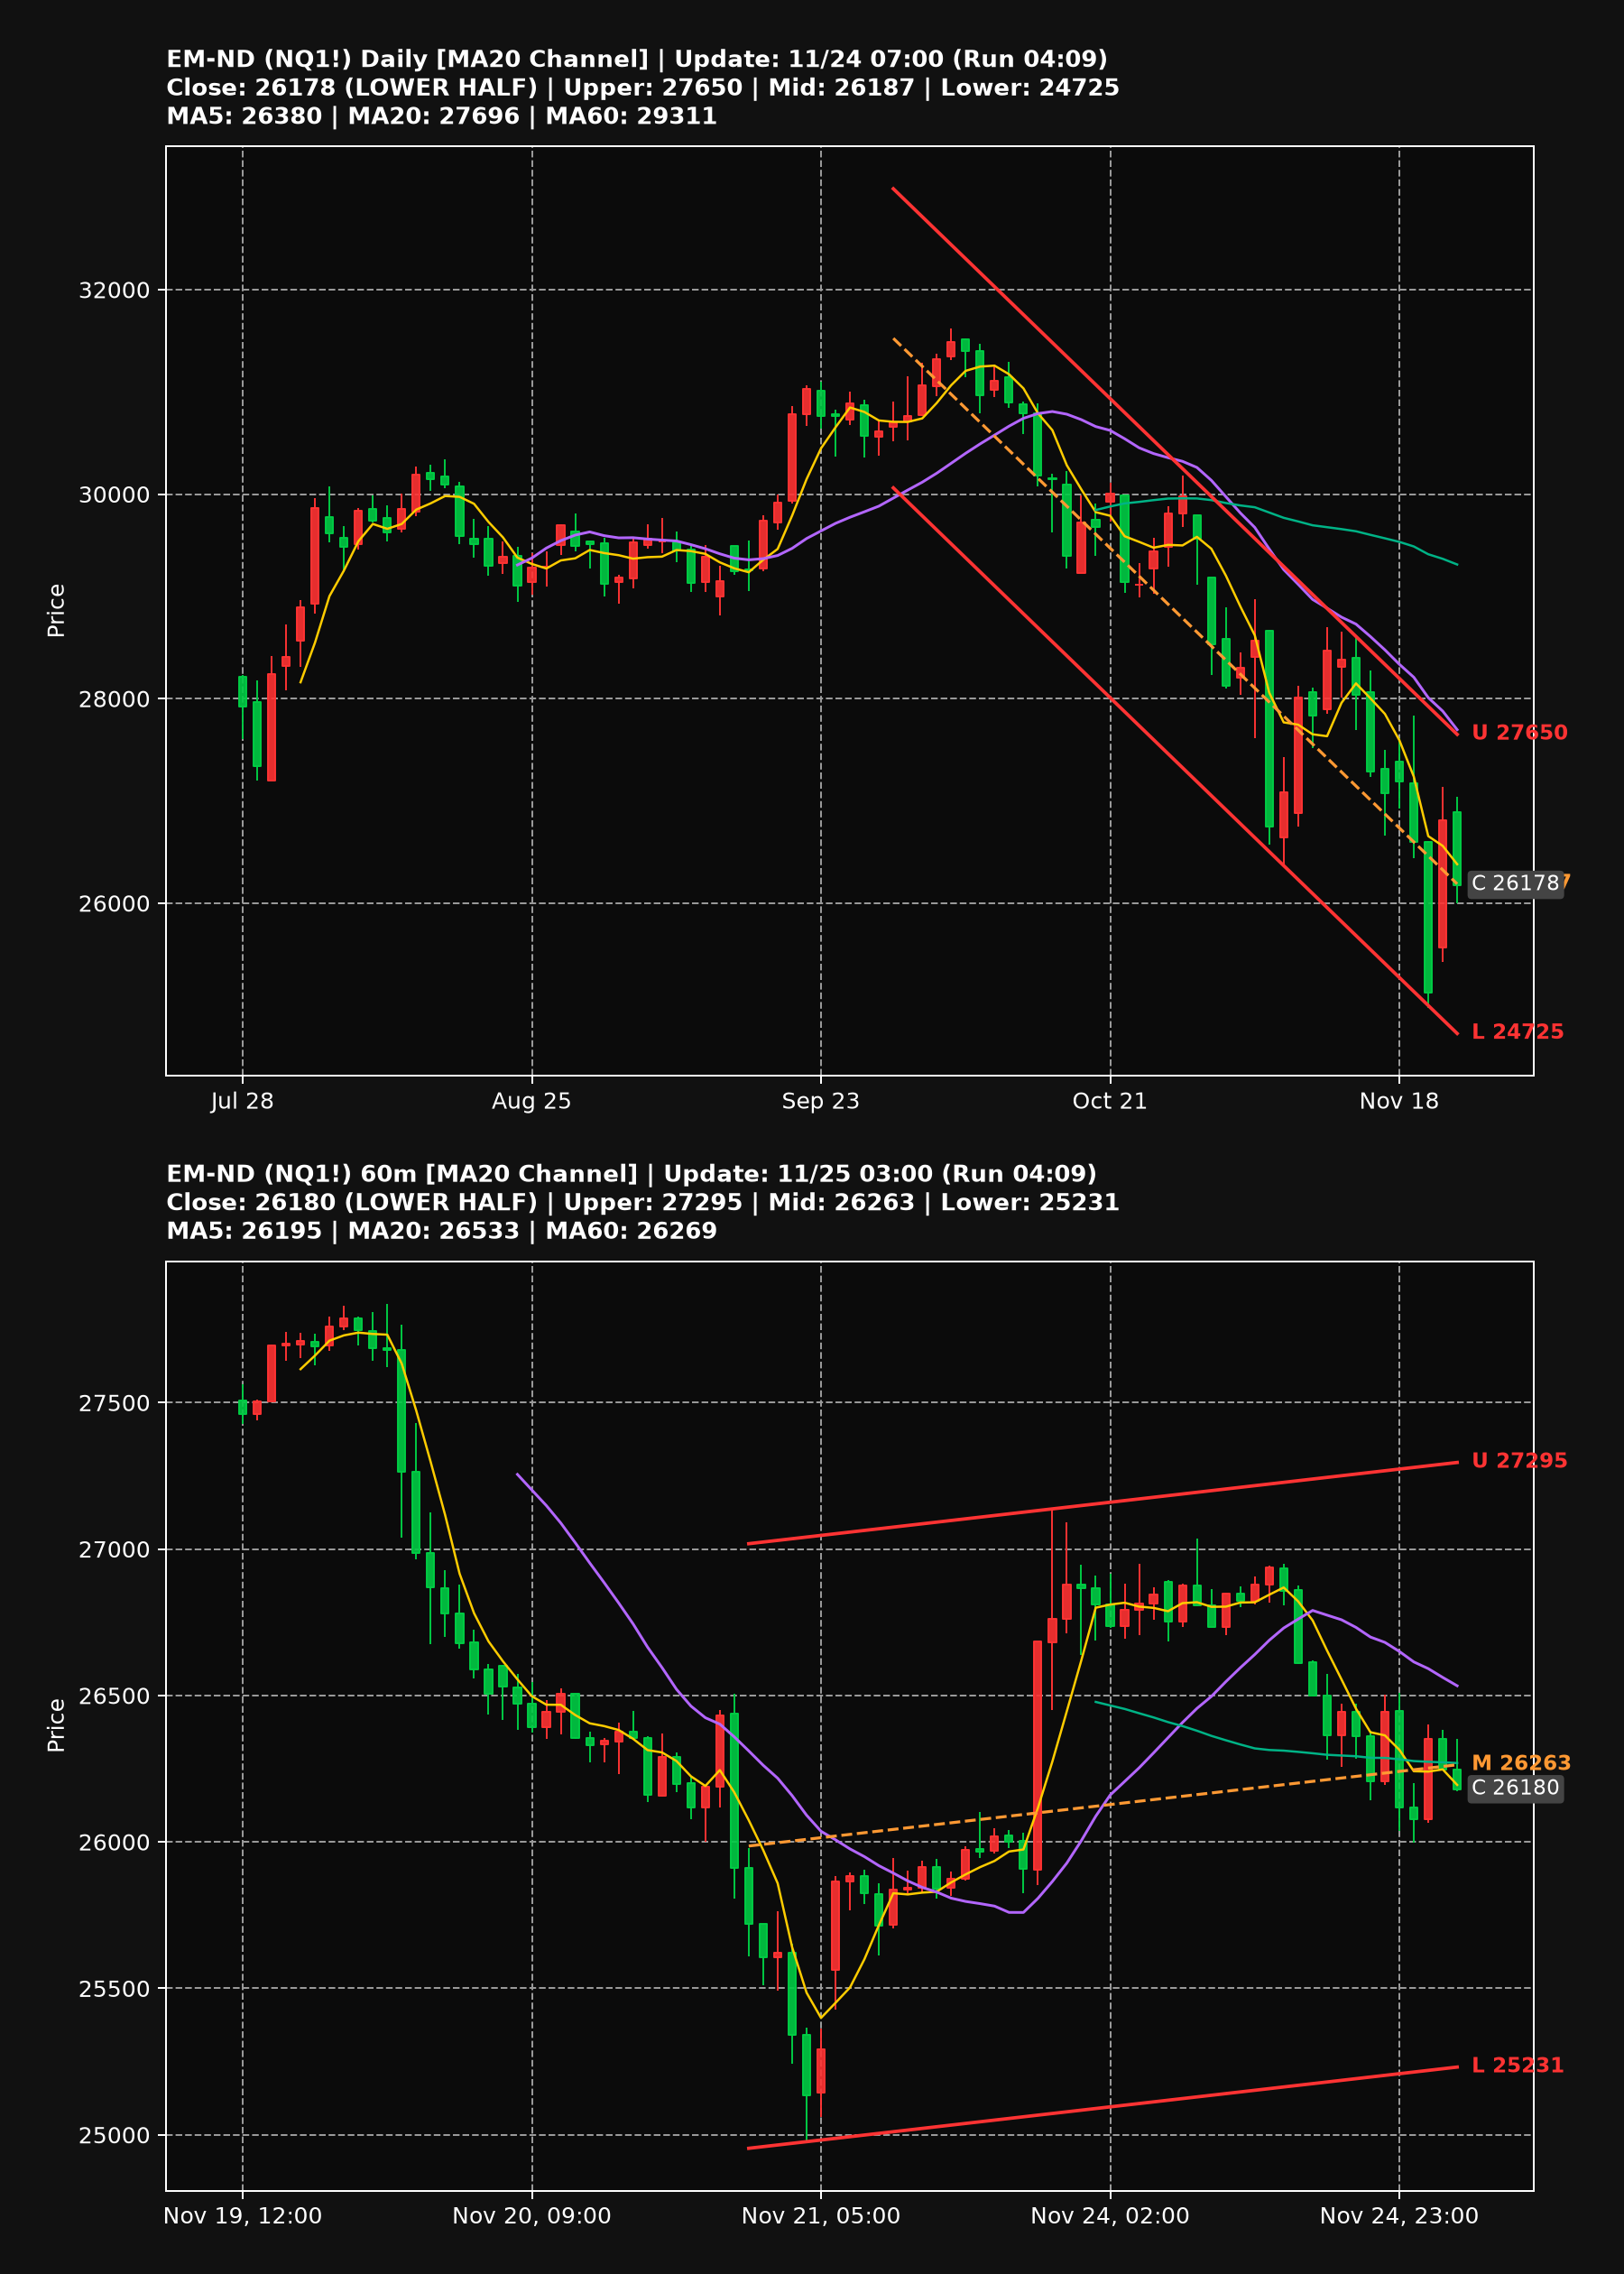 EM-ND (NQ1!) Daily [MA20 Channel] | Update: 11/24 07:00 (Run 04:09)
Close: 26178 (LOWER HALF) | Upper: 27650 | Mid: 26187 | Lower: 24725
MA5: 26380 | MA20: 27696 | MA60: 29311
32000
30000
28000
26000
Price
U 27650
C 26178
L 24725
Jul 28
Aug 25
Sep 23
Oct 21
Nov 18
EM-ND (NQ1!) 60m [MA20 Channel] | Update: 11/25 03:00 (Run 04:09)
Close: 26180 (LOWER HALF) | Upper: 27295 | Mid: 26263 | Lower: 25231
MA5: 26195 | MA20: 26533 | MA60: 26269
27500
27000
26500
26000
25500
25000
Price
U 27295
M 26263
C 26180
L 25231
Nov 19, 12:00
Nov 20, 09:00
Nov 21, 05:00
Nov 24, 02:00
Nov 24, 23:00